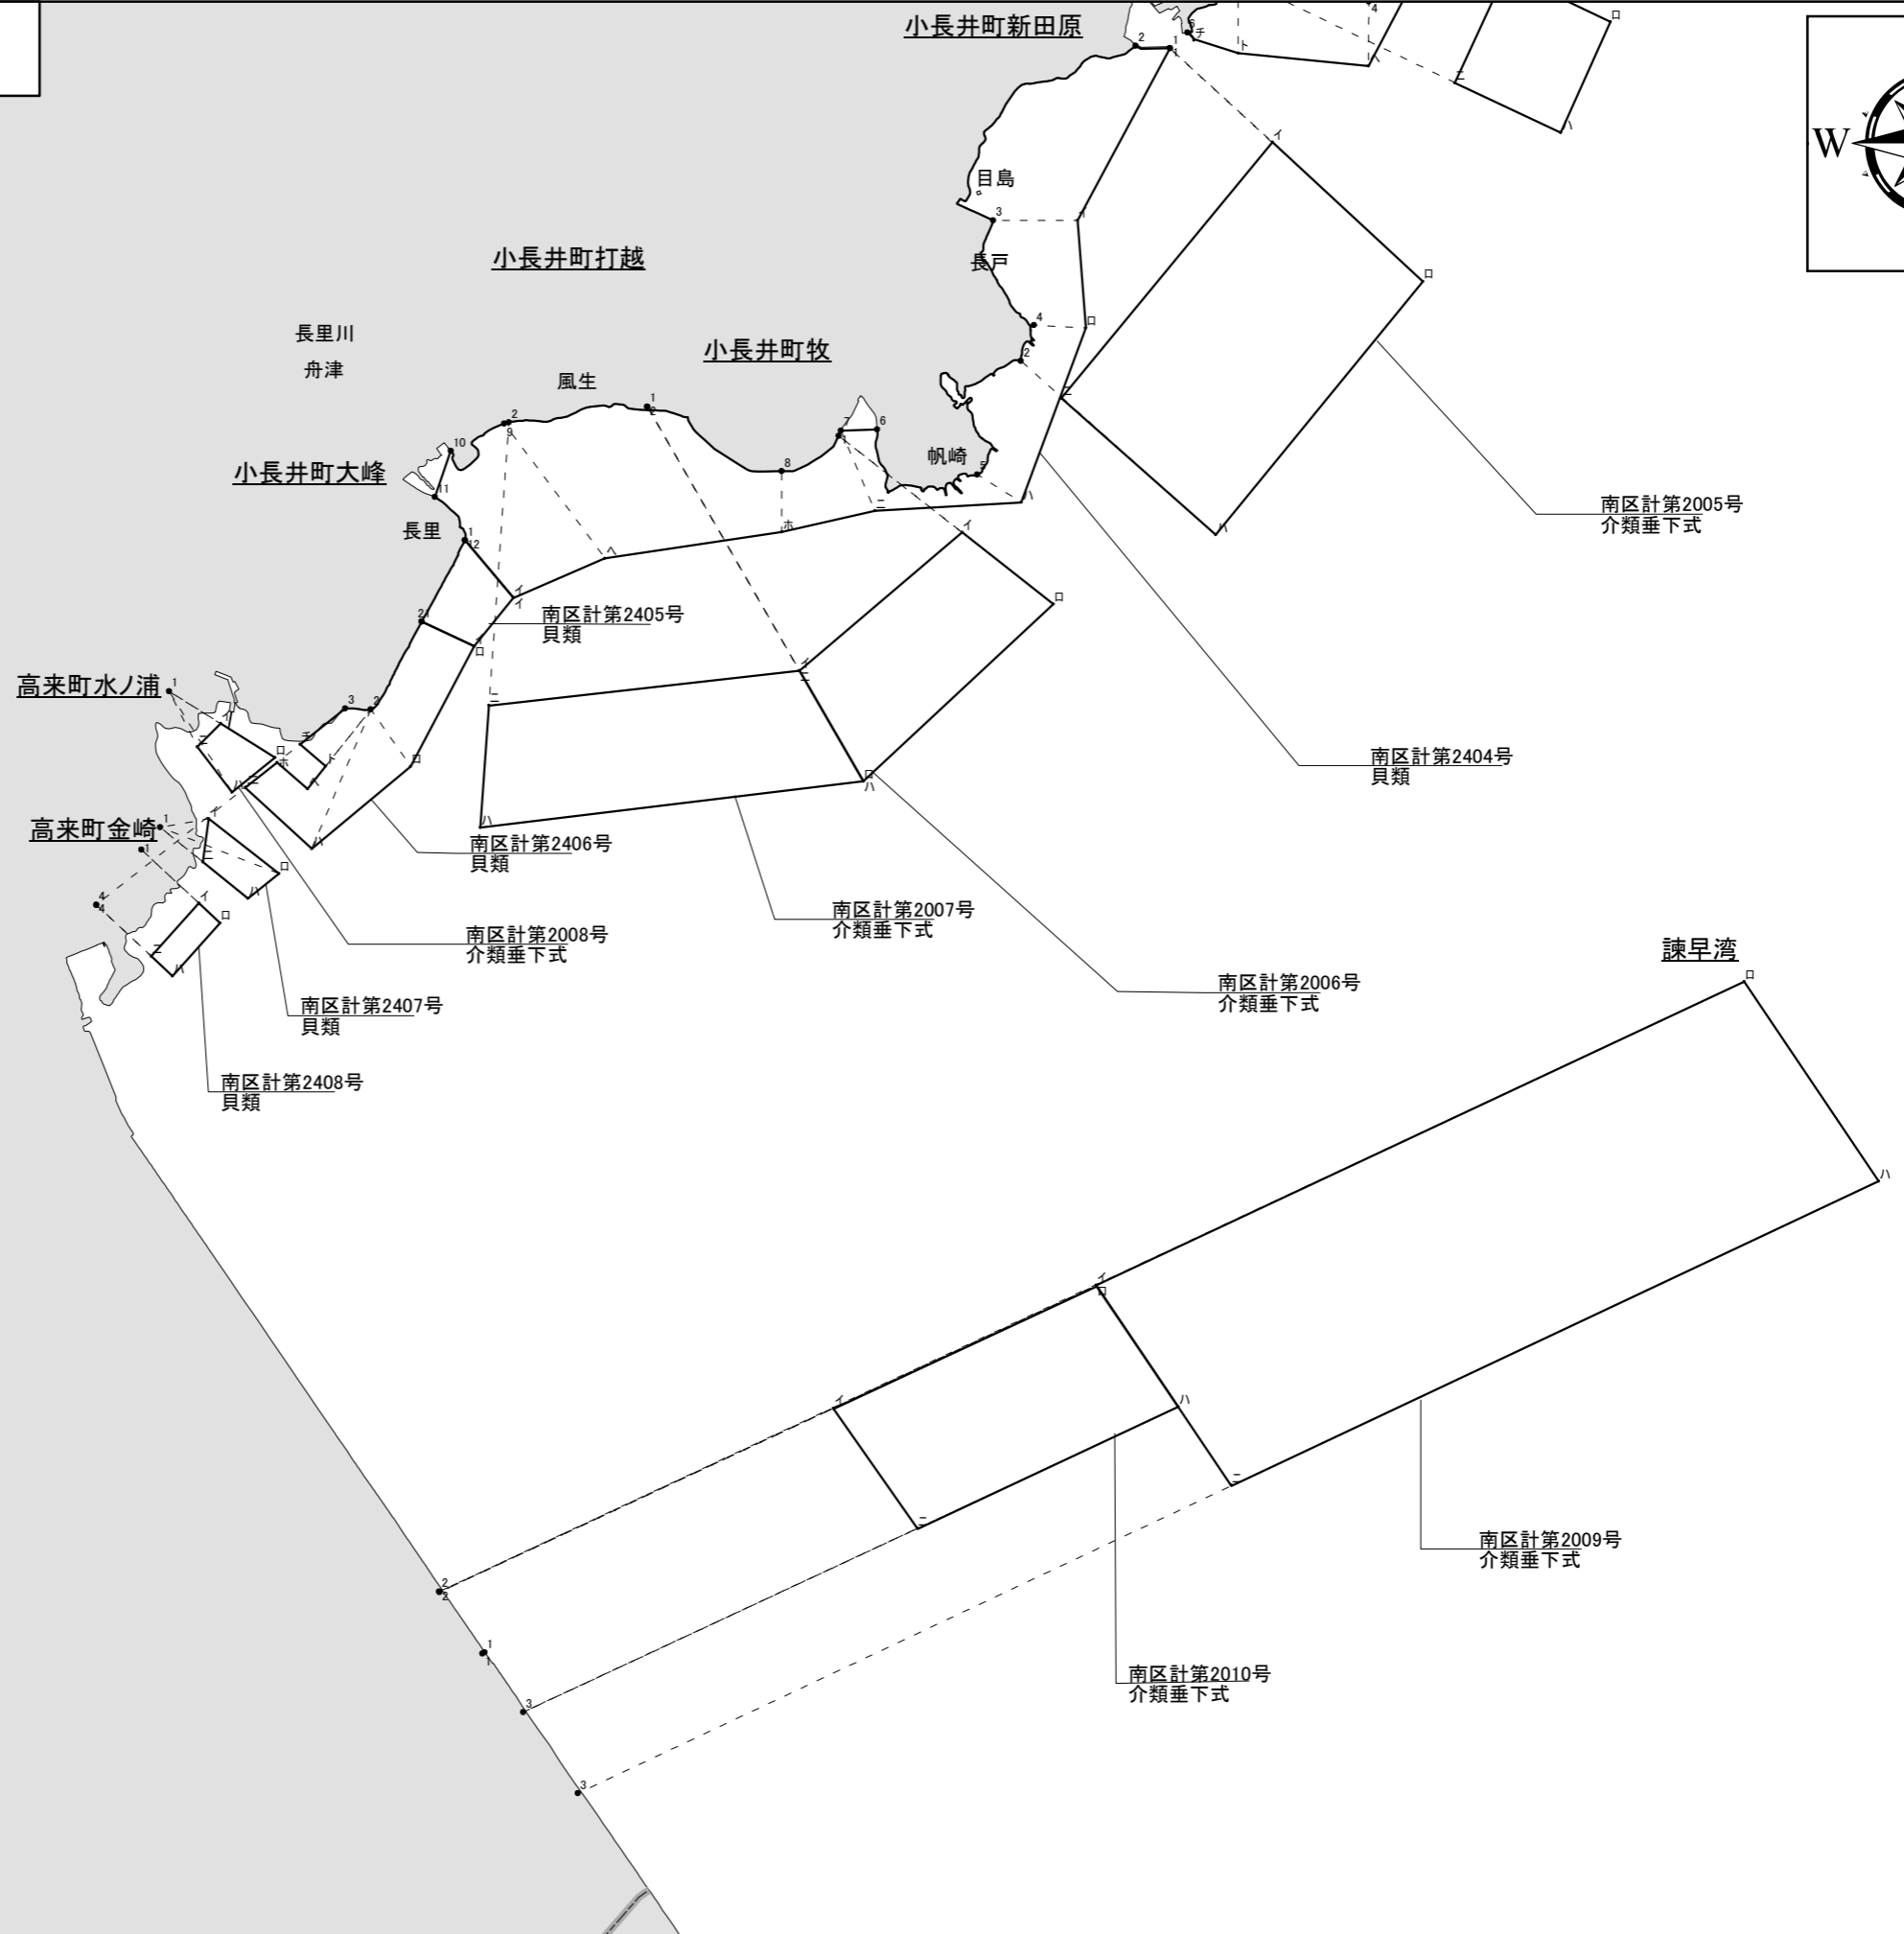 小長井町新田原
W
目島
小長井町打越
長戸
長里川
舟津
小長井町牧
風生
小長井町大峰
帆崎
長里
南区計第2005号
介類垂下式
南区計第2405号
貝類
高来町水ノ浦
南区計第2404号
貝類
高来町金崎
南区計第2406号
貝類
南区計第2007号
介類垂下式
南区計第2008号
介類垂下式
諫早湾
南区計第2006号
介類垂下式
南区計第2407号
貝類
南区計第2408号
貝類
南区計第2009号
介類垂下式
南区計第2010号
介類垂下式